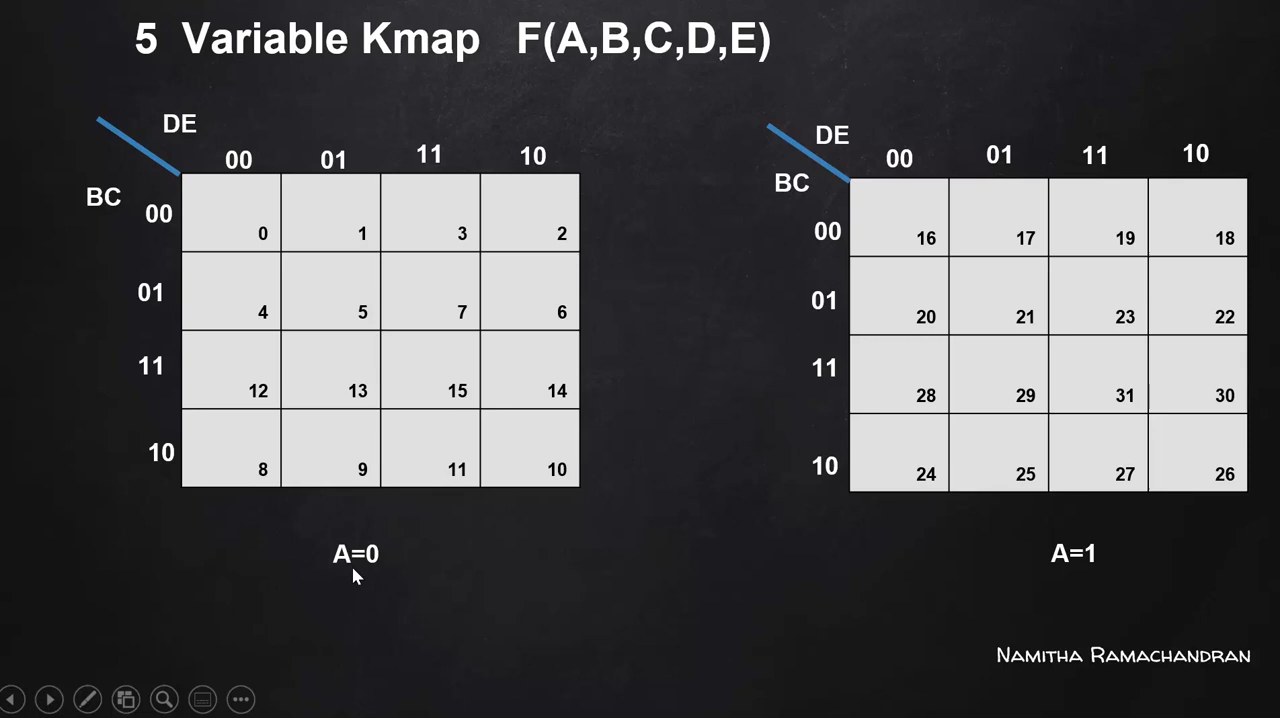 5 Variable Kmap F(A,B,C,D,E)
DE
00 01 11 10
BC
00 0 1 3 2
01 4 5 7 6
11 12 13 15 14
10 8 9 11 10
A=0
DE
00 01 11 10
BC
00 16 17 19 18
01 20 21 23 22
11 28 29 31 30
10 24 25 27 26
A=1
Namitha Ramachandran